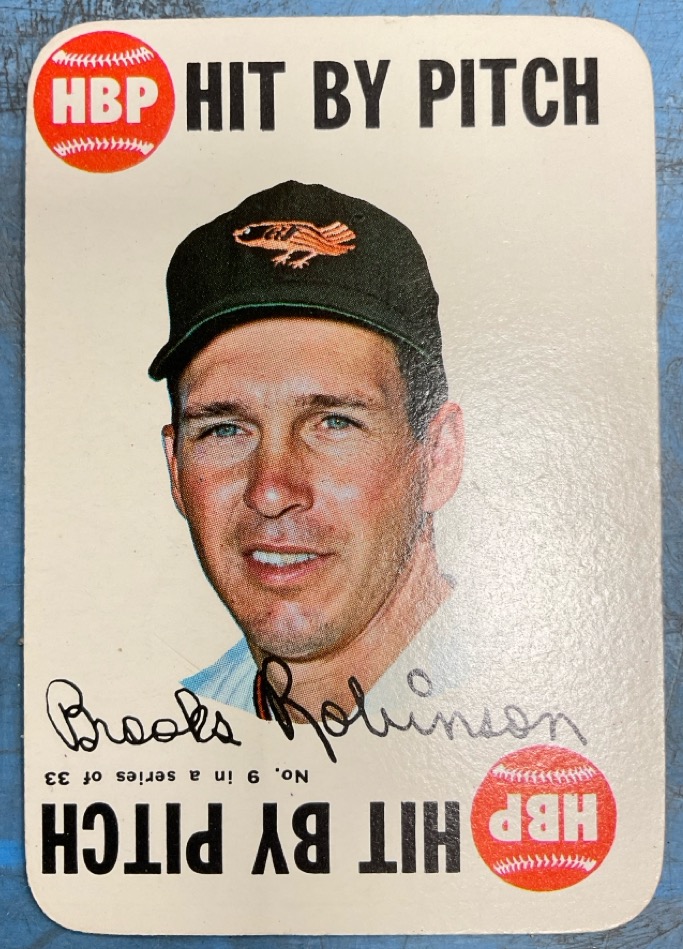 HBP HIT BY PITCH
Brooks Robinson
No. 9 in a series of 33
HIT BY PITCH HBP